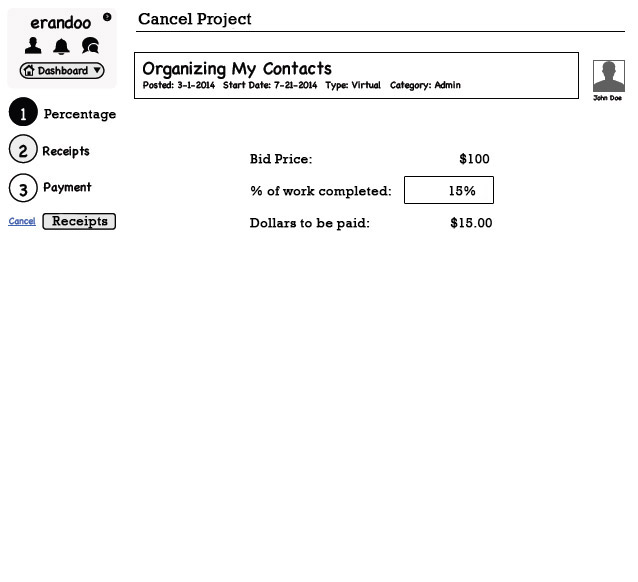 erandoo
?
Dashboard
1 Percentage
2 Receipts
3 Payment
Cancel Receipts
Cancel Project
Organizing My Contacts
Posted: 3-1-2014 Start Date: 7-21-2014 Type: Virtual Category: Admin
John Doe
Bid Price: $100
% of work completed: 15%
Dollars to be paid: $15.00